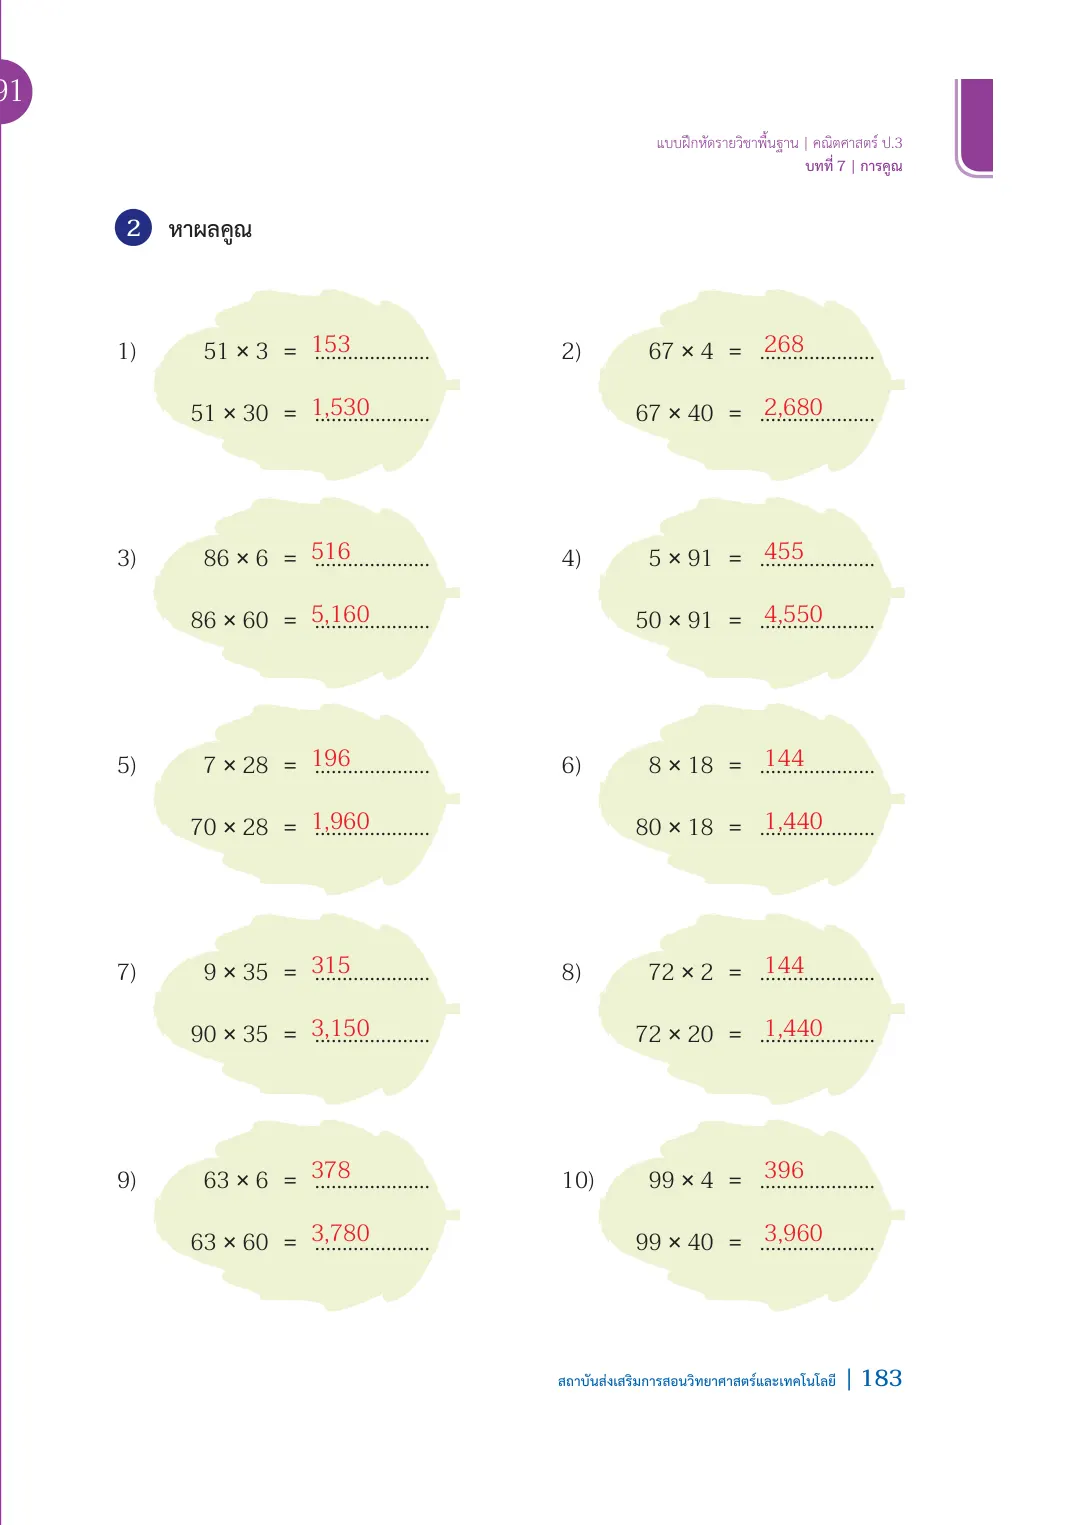 91
แบบฝึกหัดรายวิชาพื้นฐาน | คณิตศาสตร์ ป.3
บทที่ 7 | การคูณ
2 หาผลคูณ
1) 51 × 3 = 153
51 × 30 = 1,530
2) 67 × 4 = 268
67 × 40 = 2,680
3) 86 × 6 = 516
86 × 60 = 5,160
4) 5 × 91 = 455
50 × 91 = 4,550
5) 7 × 28 = 196
70 × 28 = 1,960
6) 8 × 18 = 144
80 × 18 = 1,440
7) 9 × 35 = 315
90 × 35 = 3,150
8) 72 × 2 = 144
72 × 20 = 1,440
9) 63 × 6 = 378
63 × 60 = 3,780
10) 99 × 4 = 396
99 × 40 = 3,960
สถาบันส่งเสริมการสอนวิทยาศาสตร์และเทคโนโลยี | 183